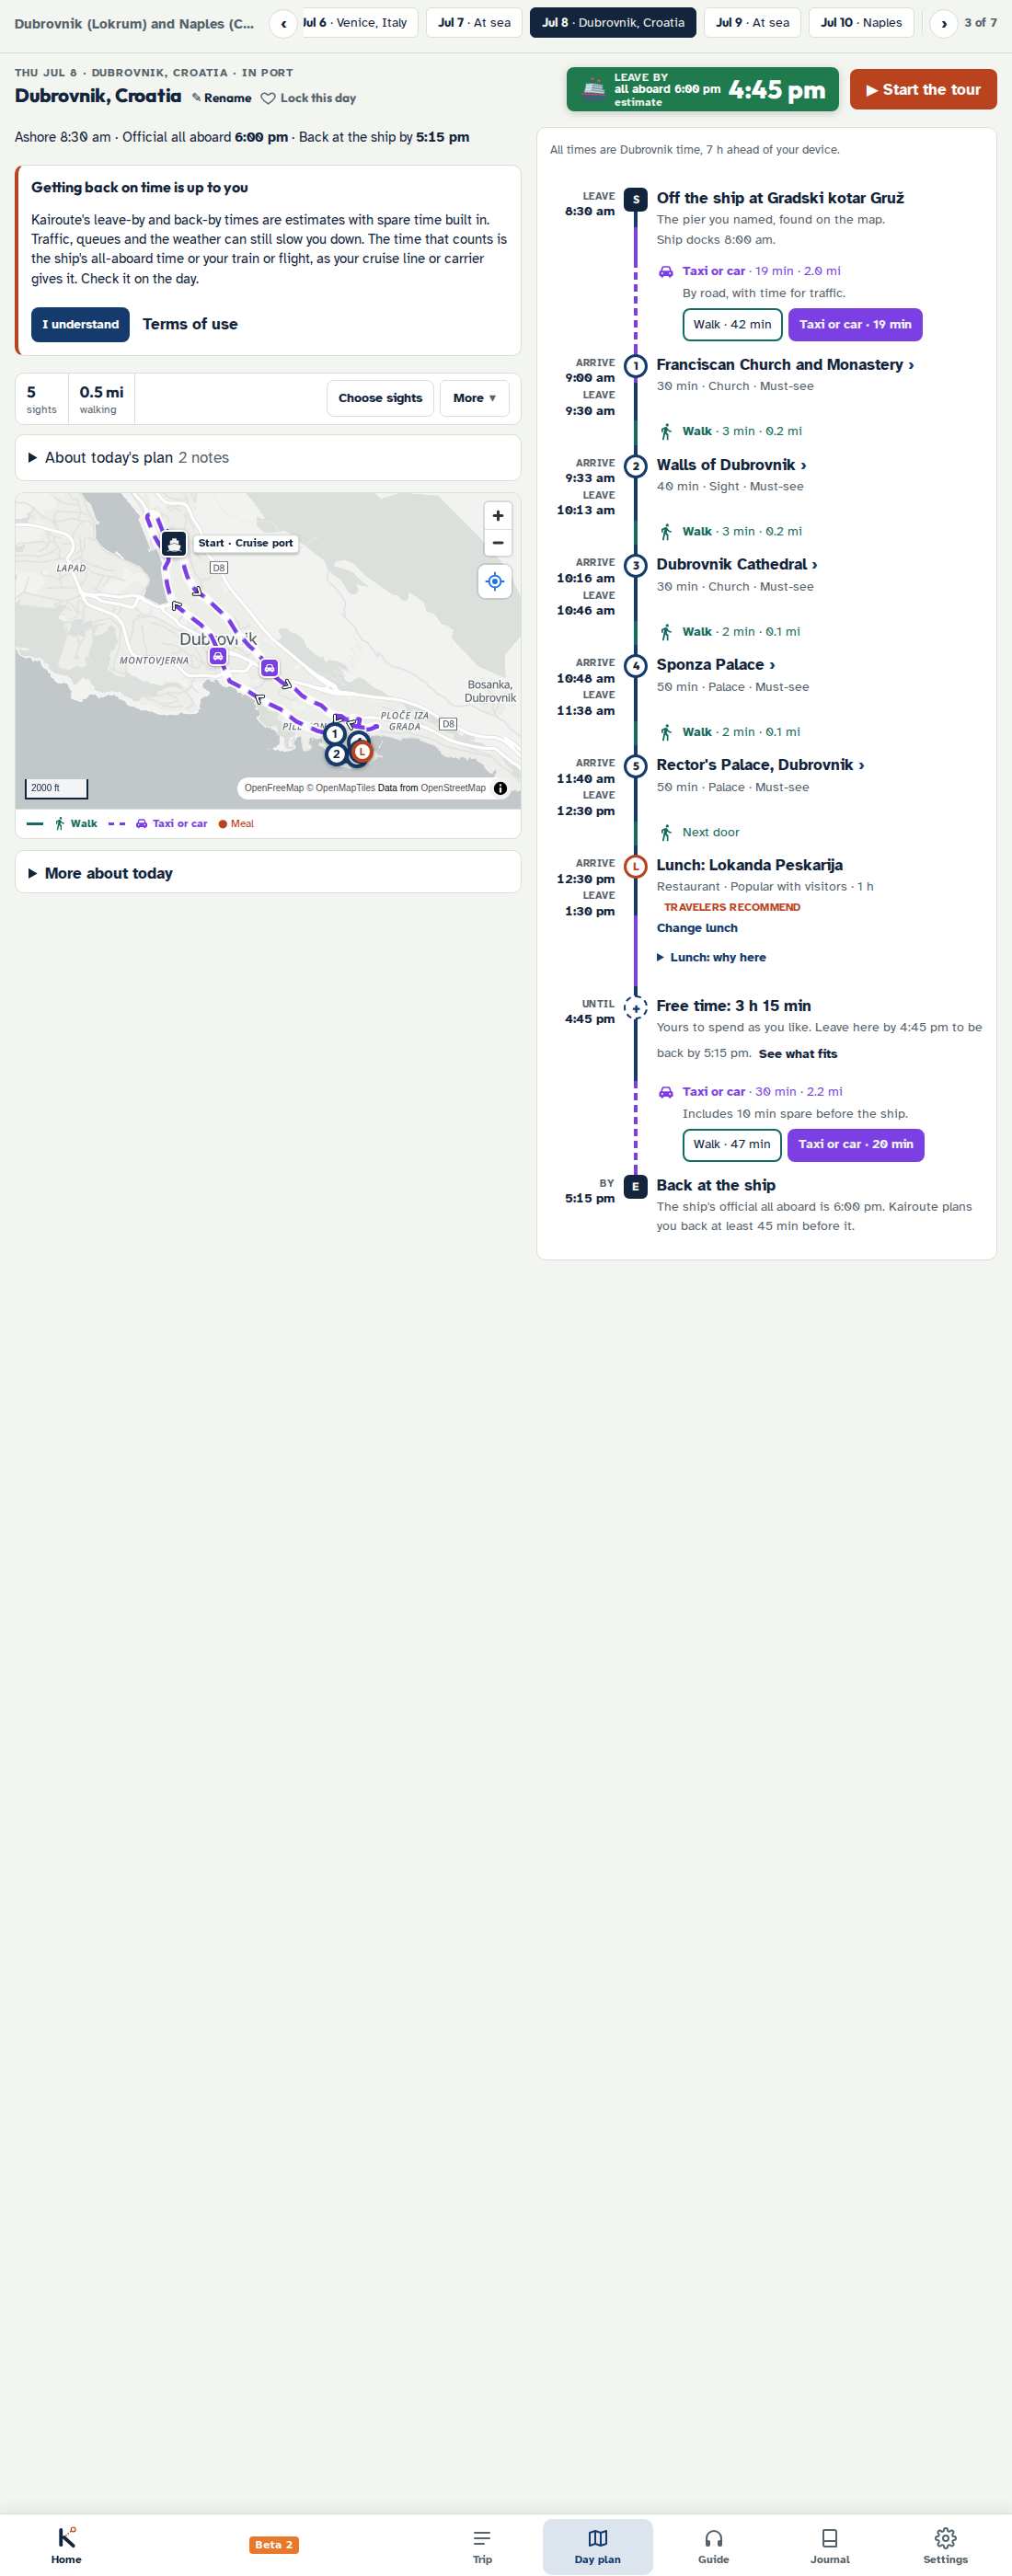 Dubrovnik (Lokrum) and Naples (C...
‹
Jul 6 · Venice, Italy
Jul 7 · At sea
Jul 8 · Dubrovnik, Croatia
Jul 9 · At sea
Jul 10 · Naples
›
3 of 7
THU JUL 8 · DUBROVNIK, CROATIA · IN PORT
Dubrovnik, Croatia ✎ Rename Lock this day
LEAVE BY
all aboard 6:00 pm
estimate
4:45 pm
▶ Start the tour
Ashore 8:30 am · Official all aboard 6:00 pm · Back at the ship by 5:15 pm
Getting back on time is up to you
Kairoute's leave-by and back-by times are estimates with spare time built in.
Traffic, queues and the weather can still slow you down. The time that counts is
the ship's all-aboard time or your train or flight, as your cruise line or carrier
gives it. Check it on the day.
I understand
Terms of use
5
sights
0.5 mi
walking
Choose sights
More ▼
▶ About today's plan 2 notes
Start · Cruise port
LAPAD
D8
Dubrovnik
MONTOVJERNA
Bosanka,
Dubrovnik
PLOČE IZA
GRADA
D8
1
2
L
+
−
2000 ft
OpenFreeMap © OpenMapTiles Data from OpenStreetMap
Walk
Taxi or car
Meal
▶ More about today
All times are Dubrovnik time, 7 h ahead of your device.
LEAVE
8:30 am
S
Off the ship at Gradski kotar Gruž
The pier you named, found on the map.
Ship docks 8:00 am.
Taxi or car · 19 min · 2.0 mi
By road, with time for traffic.
Walk · 42 min
Taxi or car · 19 min
ARRIVE
9:00 am
LEAVE
9:30 am
1
Franciscan Church and Monastery ›
30 min · Church · Must-see
Walk · 3 min · 0.2 mi
ARRIVE
9:33 am
LEAVE
10:13 am
2
Walls of Dubrovnik ›
40 min · Sight · Must-see
Walk · 3 min · 0.2 mi
ARRIVE
10:16 am
LEAVE
10:46 am
3
Dubrovnik Cathedral ›
30 min · Church · Must-see
Walk · 2 min · 0.1 mi
ARRIVE
10:48 am
LEAVE
11:38 am
4
Sponza Palace ›
50 min · Palace · Must-see
Walk · 2 min · 0.1 mi
ARRIVE
11:40 am
LEAVE
12:30 pm
5
Rector's Palace, Dubrovnik ›
50 min · Palace · Must-see
Next door
ARRIVE
12:30 pm
LEAVE
1:30 pm
L
Lunch: Lokanda Peskarija
Restaurant · Popular with visitors · 1 h
TRAVELERS RECOMMEND
Change lunch
▶ Lunch: why here
UNTIL
4:45 pm
+
Free time: 3 h 15 min
Yours to spend as you like. Leave here by 4:45 pm to be
back by 5:15 pm. See what fits
Taxi or car · 30 min · 2.2 mi
Includes 10 min spare before the ship.
Walk · 47 min
Taxi or car · 20 min
BY
5:15 pm
E
Back at the ship
The ship's official all aboard is 6:00 pm. Kairoute plans
you back at least 45 min before it.
Home
Beta 2
Trip
Day plan
Guide
Journal
Settings